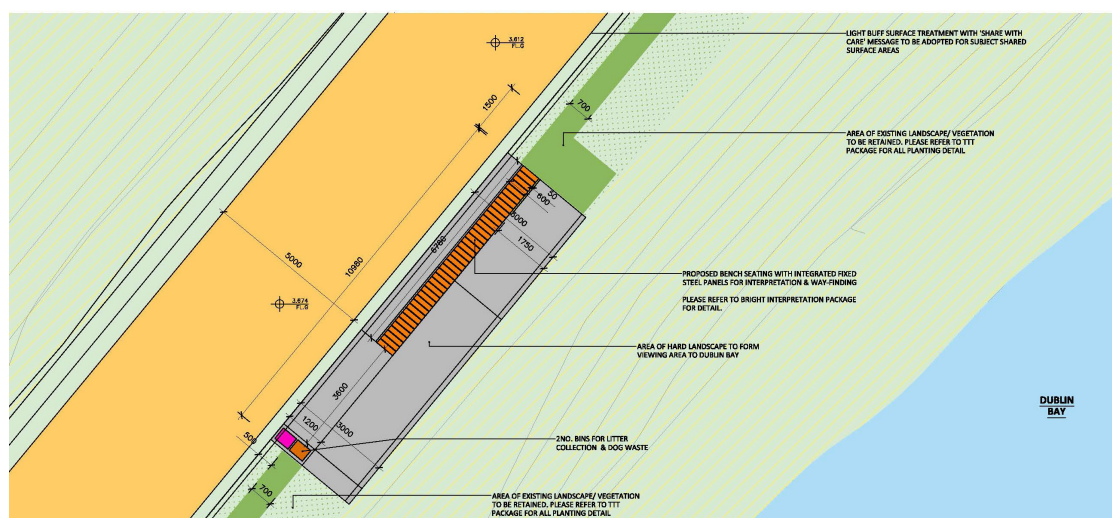 3,612
FL.G
LIGHT BUFF SURFACE TREATMENT WITH 'SHARE WITH
CARE' MESSAGE TO BE ADOPTED FOR SUBJECT SHARED
SURFACE AREAS
1500
700
AREA OF EXISTING LANDSCAPE/ VEGETATION
TO BE RETAINED. PLEASE REFER TO TTT
PACKAGE FOR ALL PLANTING DETAIL
50
600
1750
6760
5000
10980
PROPOSED BENCH SEATING WITH INTEGRATED FIXED
STEEL PANELS FOR INTERPRETATION & WAY-FINDING
PLEASE REFER TO BRIGHT INTERPRETATION PACKAGE
FOR DETAIL.
3,674
FL.G
AREA OF HARD LANDSCAPE TO FORM
VIEWING AREA TO DUBLIN BAY
3600
DUBLIN
BAY
1200
3000
500
2NO. BINS FOR LITTER
COLLECTION & DOG WASTE
700
AREA OF EXISTING LANDSCAPE/ VEGETATION
TO BE RETAINED. PLEASE REFER TO TTT
PACKAGE FOR ALL PLANTING DETAIL